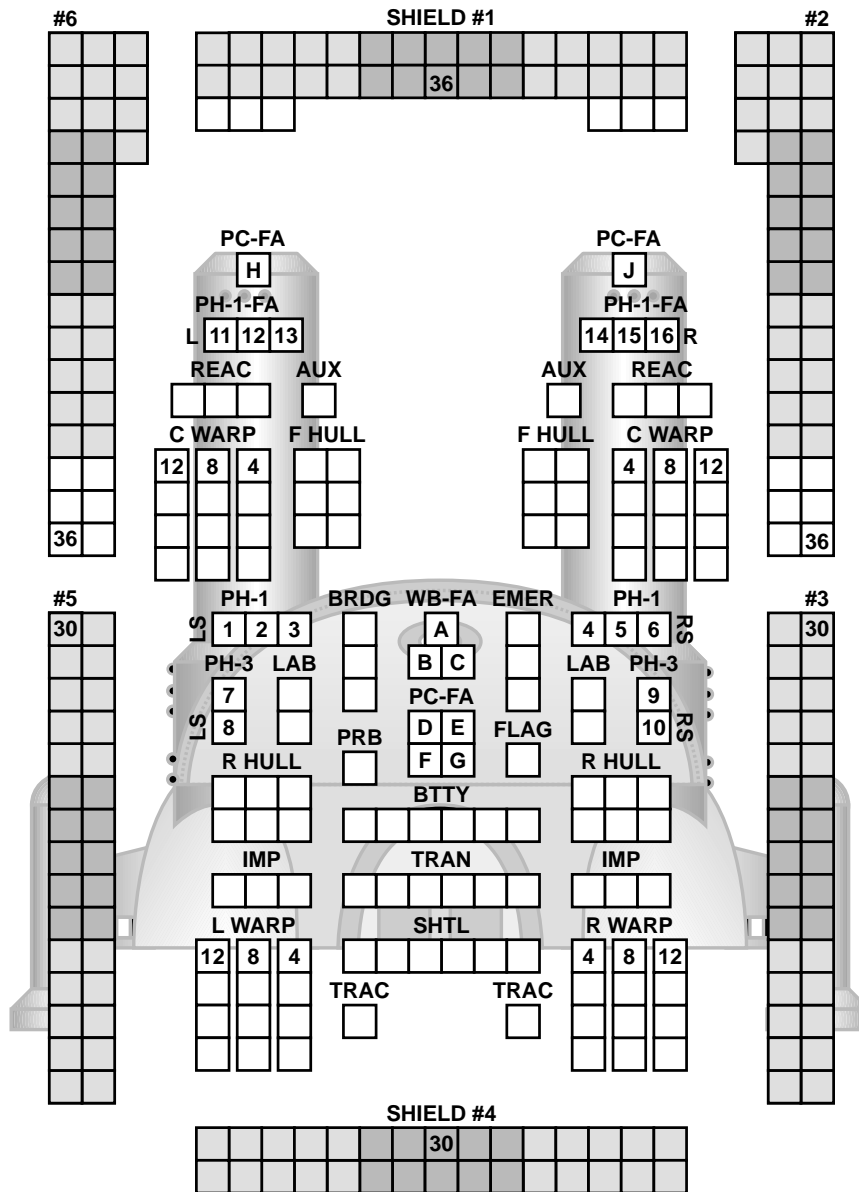 #6 SHIELD #1 #2
36
PC-FA PC-FA
H J
PH-1-FA PH-1-FA
L 11 12 13 14 15 16 R
REAC AUX AUX REAC
C WARP F HULL F HULL C WARP
12 8 4 4 8 12
36 36
#5 PH-1 BRDG WB-FA EMER PH-1 #3
30 LS 1 2 3 A 4 5 6 RS 30
PH-3 LAB B C LAB PH-3
7 PC-FA 9
LS 8 D E 10 RS
PRB F G FLAG
R HULL R HULL
BTTY
IMP TRAN IMP
L WARP SHTL R WARP
12 8 4 4 8 12
TRAC TRAC
SHIELD #4
30